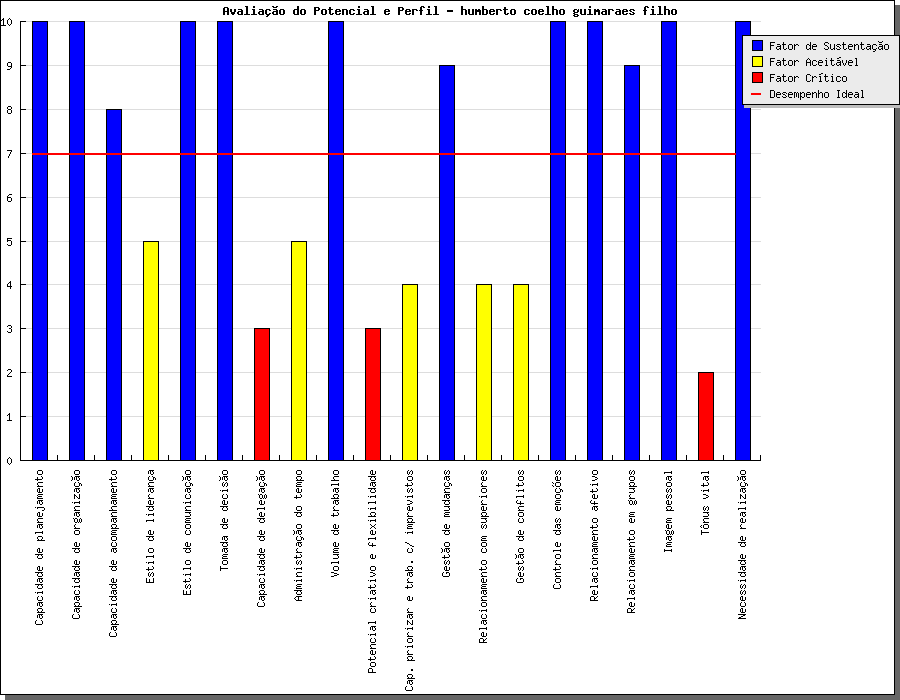 Avaliação do Potencial e Perfil - humberto coelho guimaraes filho
Fator de Sustentação
Fator Aceitável
Fator Crítico
Desempenho Ideal
10
9
8
7
6
5
4
3
2
1
0
Capacidade de planejamento
Capacidade de organização
Capacidade de acompanhamento
Estilo de liderança
Estilo de comunicação
Tomada de decisão
Capacidade de delegação
Administração do tempo
Volume de trabalho
Potencial criativo e flexibilidade
Cap. priorizar e trab. c/ imprevistos
Gestão de mudanças
Relacionamento com superiores
Gestão de conflitos
Controle das emoções
Relacionamento afetivo
Relacionamento em grupos
Imagem pessoal
Tônus vital
Necessidade de realização